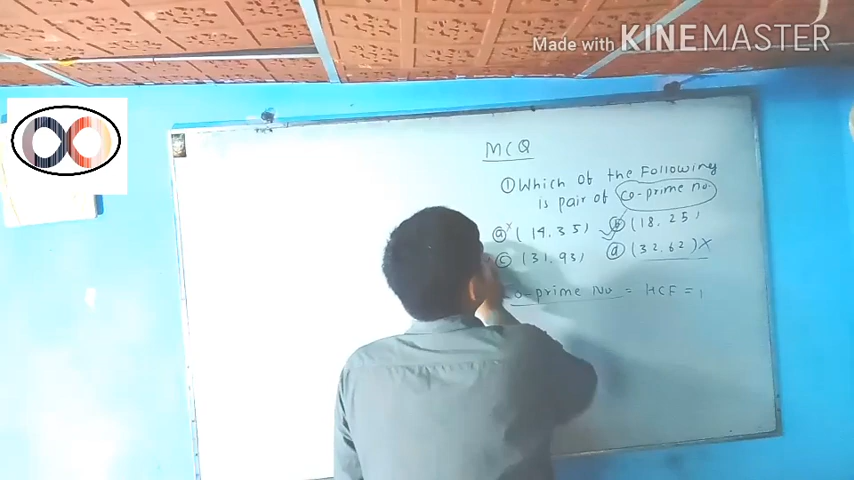 Made with KINEMASTER
MCQ
① Which of the Following
is pair of co-prime no.
ⓐ × (14, 35) ✓ ⓑ (18, 25)
ⓒ (31, 93) ⓓ (32, 62) ×
co-prime No = HCF = 1